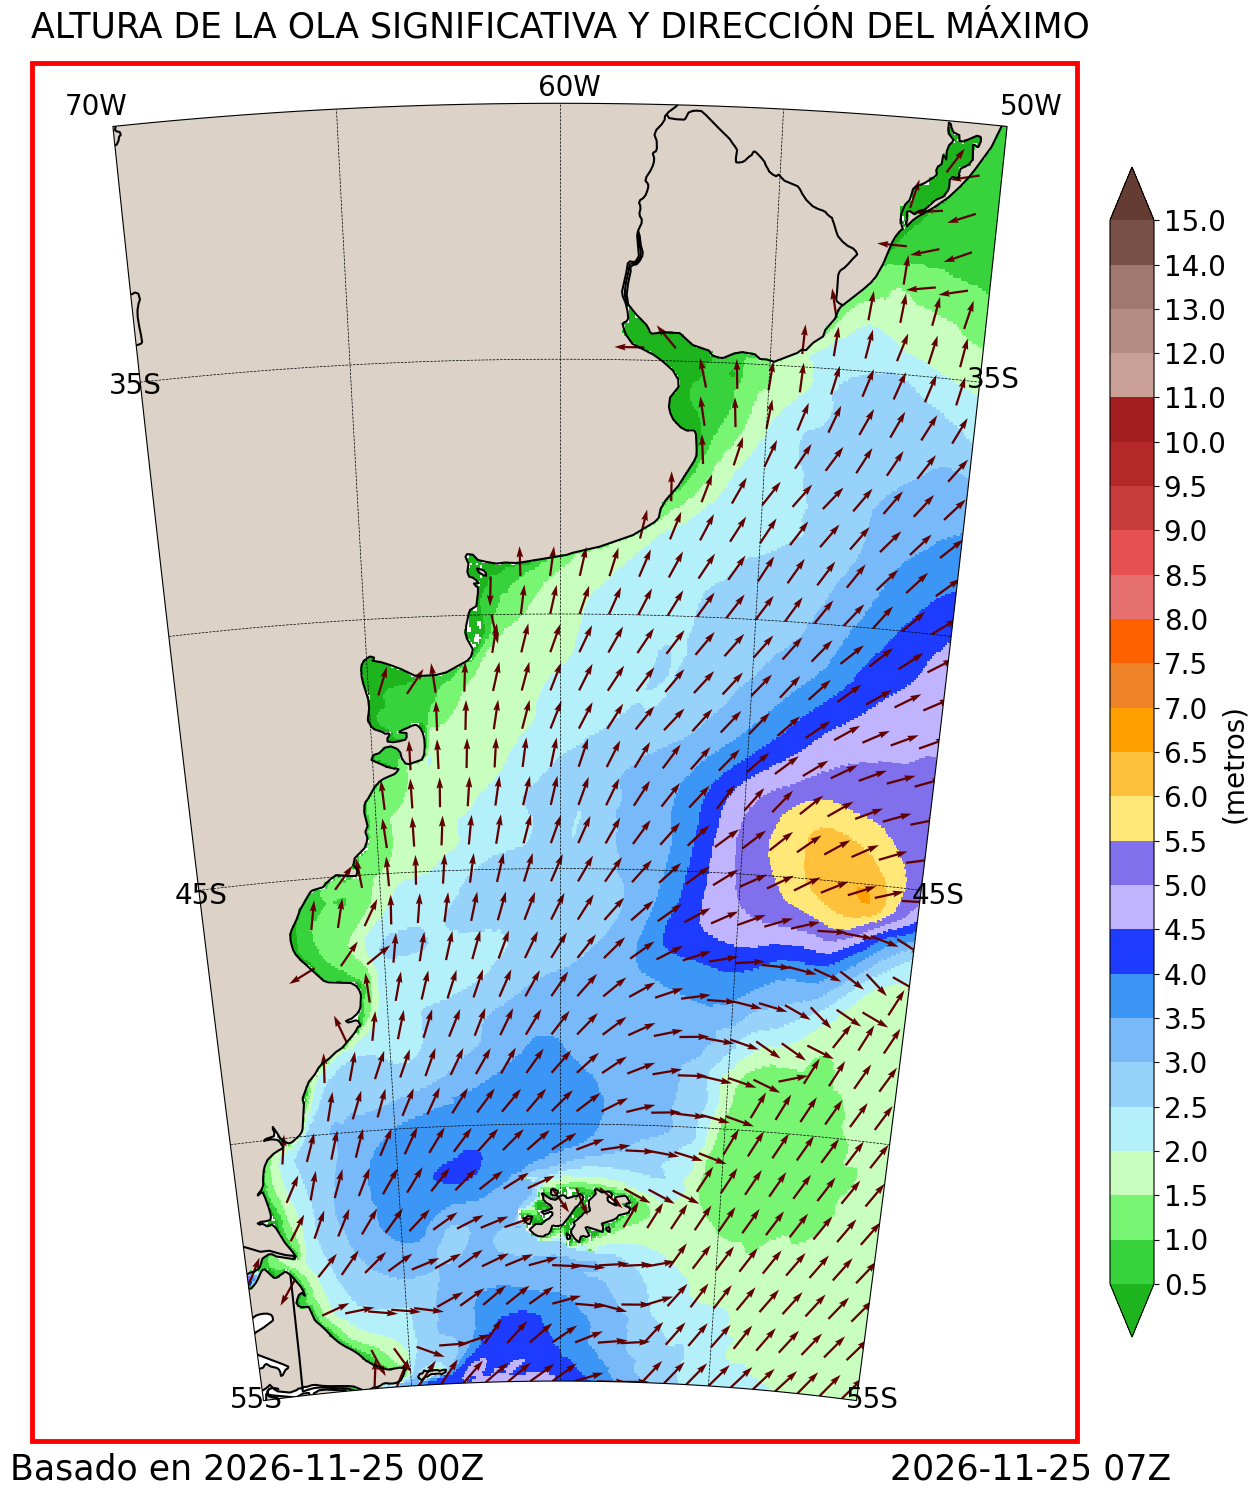 ALTURA DE LA OLA SIGNIFICATIVA Y DIRECCIÓN DEL MÁXIMO
70W
60W
50W
35S
35S
45S
45S
55S
55S
15.0
14.0
13.0
12.0
11.0
10.0
9.5
9.0
8.5
8.0
7.5
7.0
6.5
6.0
5.5
5.0
4.5
4.0
3.5
3.0
2.5
2.0
1.5
1.0
0.5
(metros)
Basado en 2026-11-25 00Z
2026-11-25 07Z